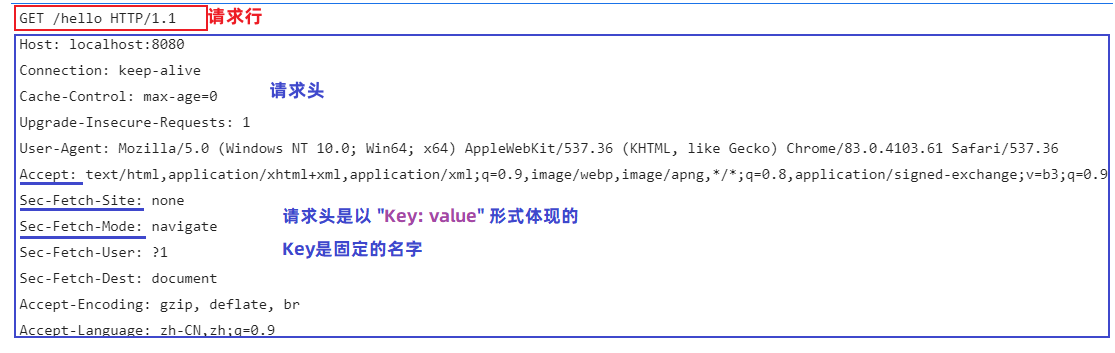 GET /hello HTTP/1.1 请求行
Host: localhost:8080
Connection: keep-alive
Cache-Control: max-age=0 请求头
Upgrade-Insecure-Requests: 1
User-Agent: Mozilla/5.0 (Windows NT 10.0; Win64; x64) AppleWebKit/537.36 (KHTML, like Gecko) Chrome/83.0.4103.61 Safari/537.36
Accept: text/html,application/xhtml+xml,application/xml;q=0.9,image/webp,image/apng,*/*;q=0.8,application/signed-exchange;v=b3;q=0.9
Sec-Fetch-Site: none
请求头是以 "Key: value" 形式体现的
Sec-Fetch-Mode: navigate
Key是固定的名字
Sec-Fetch-User: ?1
Sec-Fetch-Dest: document
Accept-Encoding: gzip, deflate, br
Accept-Language: zh-CN,zh;q=0.9